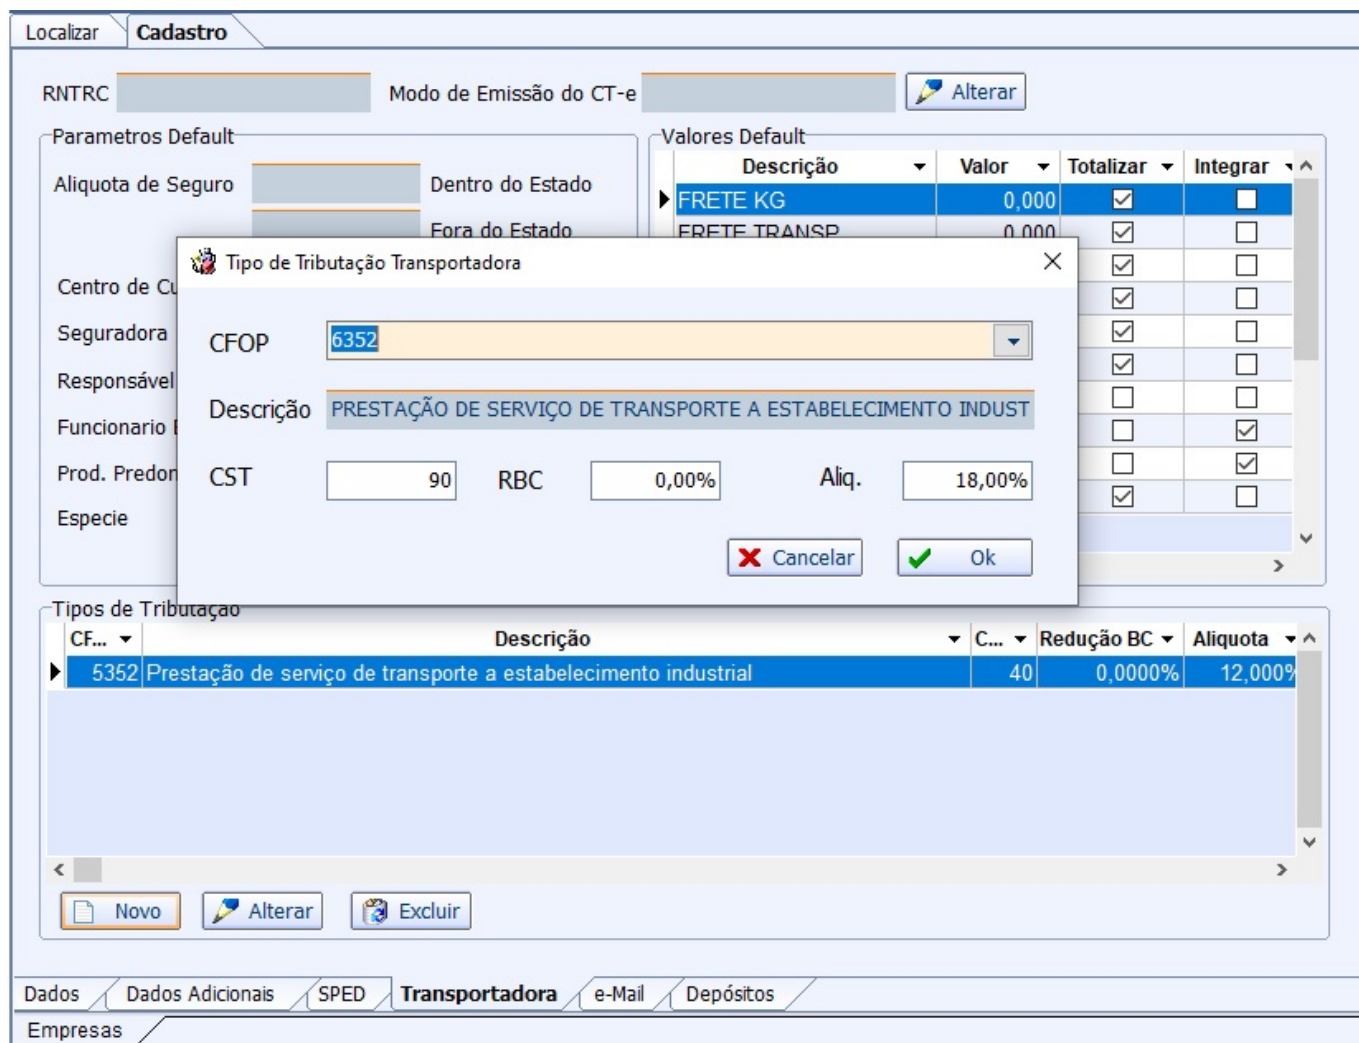 Localizar Cadastro
RNTRC Modo de Emissão do CT-e Alterar
Parametros Default
Aliquota de Seguro Dentro do Estado
Fora do Estado
Centro de Cu
Seguradora
Responsável
Funcionario
Prod. Predon
Especie
Valores Default
Descrição Valor Totalizar Integrar
FRETE KG 0,000
FRETE TRANSP 0,000
Tipo de Tributação Transportadora
CFOP 6352
Descrição PRESTAÇÃO DE SERVIÇO DE TRANSPORTE A ESTABELECIMENTO INDUST
CST 90 RBC 0,00% Aliq. 18,00%
Cancelar Ok
Tipos de Tributação
CF... Descrição C... Redução BC Aliquota
5352 Prestação de serviço de transporte a estabelecimento industrial 40 0,0000% 12,000%
Novo Alterar Excluir
Dados Dados Adicionais SPED Transportadora e-Mail Depósitos
Empresas